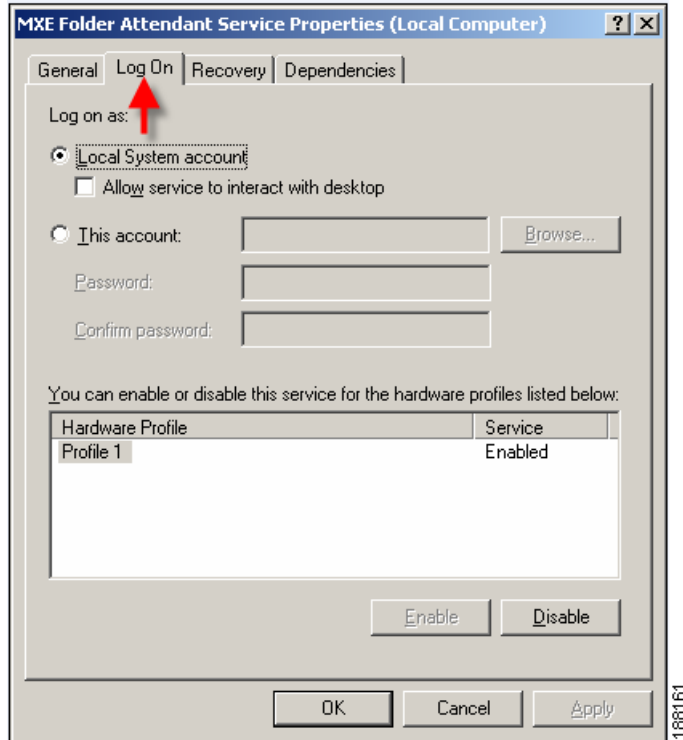 MXE Folder Attendant Service Properties (Local Computer)
General Log On Recovery Dependencies
Log on as:
Local System account
Allow service to interact with desktop
This account:
Browse...
Password:
Confirm password:
You can enable or disable this service for the hardware profiles listed below:
Hardware Profile Service
Profile 1 Enabled
Enable Disable
OK Cancel Apply
188161